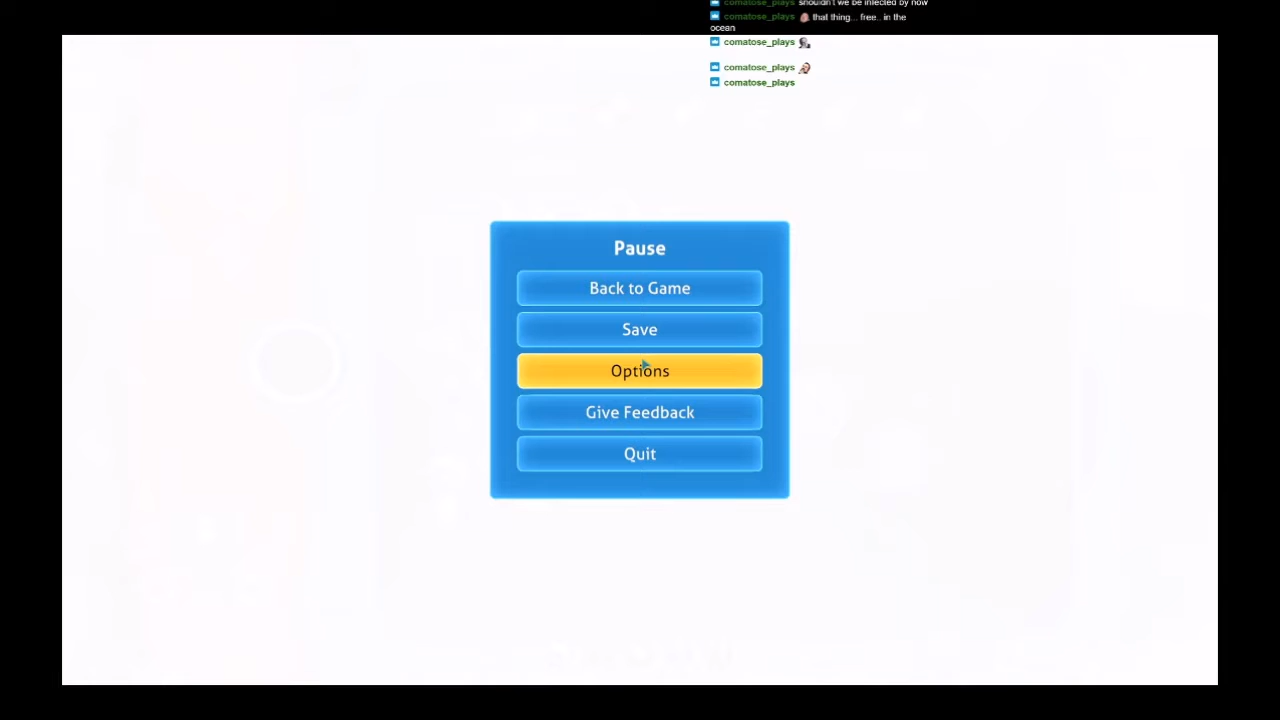 comatose_plays shouldn't we be infected by now
comatose_plays that thing... free.. in the
ocean
comatose_plays
comatose_plays
comatose_plays
Pause
Back to Game
Save
Options
Give Feedback
Quit